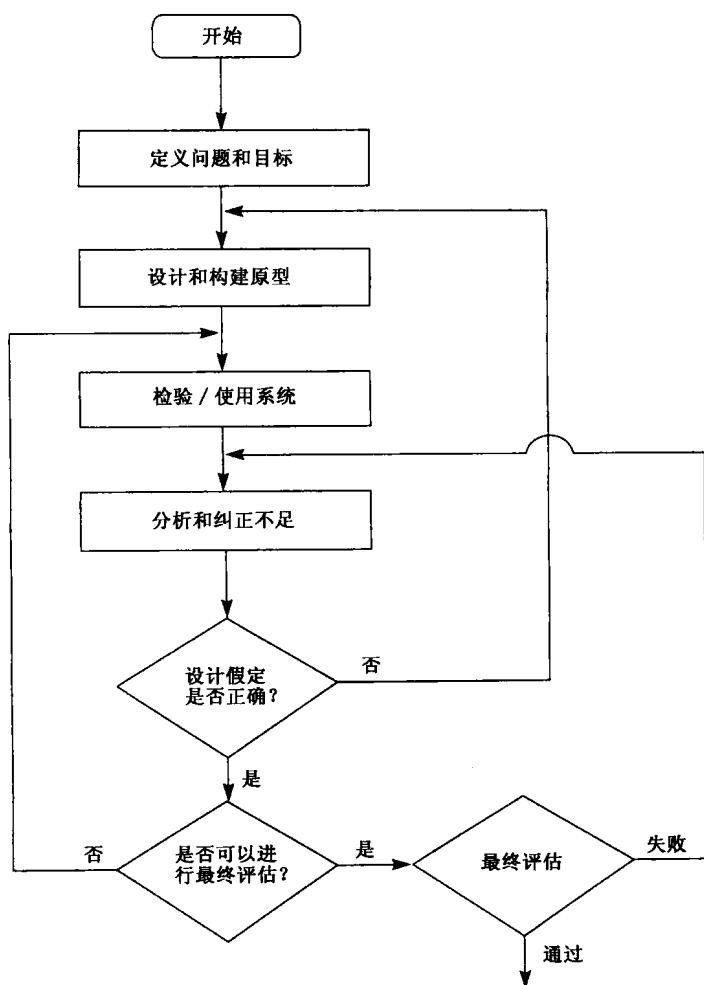 开始
定义问题和目标
设计和构建原型
检验／使用系统
分析和纠正不足
设计假定
是否正确？
否
是
是否可以进
行最终评估？
否
是
最终评估
失败
通过